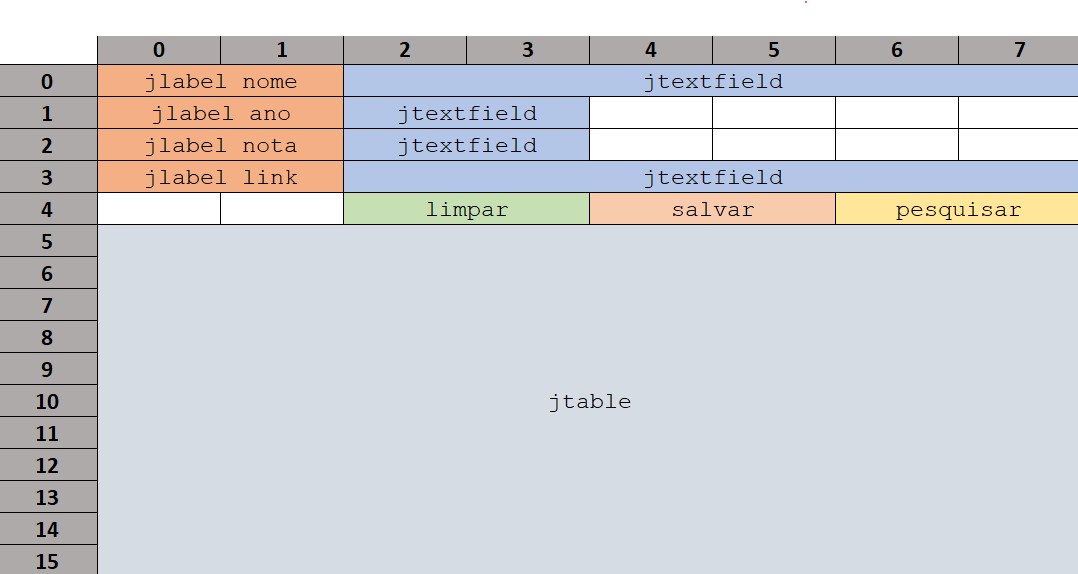 0 1 2 3 4 5 6 7
0 jlabel nome jtextfield
1 jlabel ano jtextfield
2 jlabel nota jtextfield
3 jlabel link jtextfield
4 limpar salvar pesquisar
5
6
7
8
9
10 jtable
11
12
13
14
15